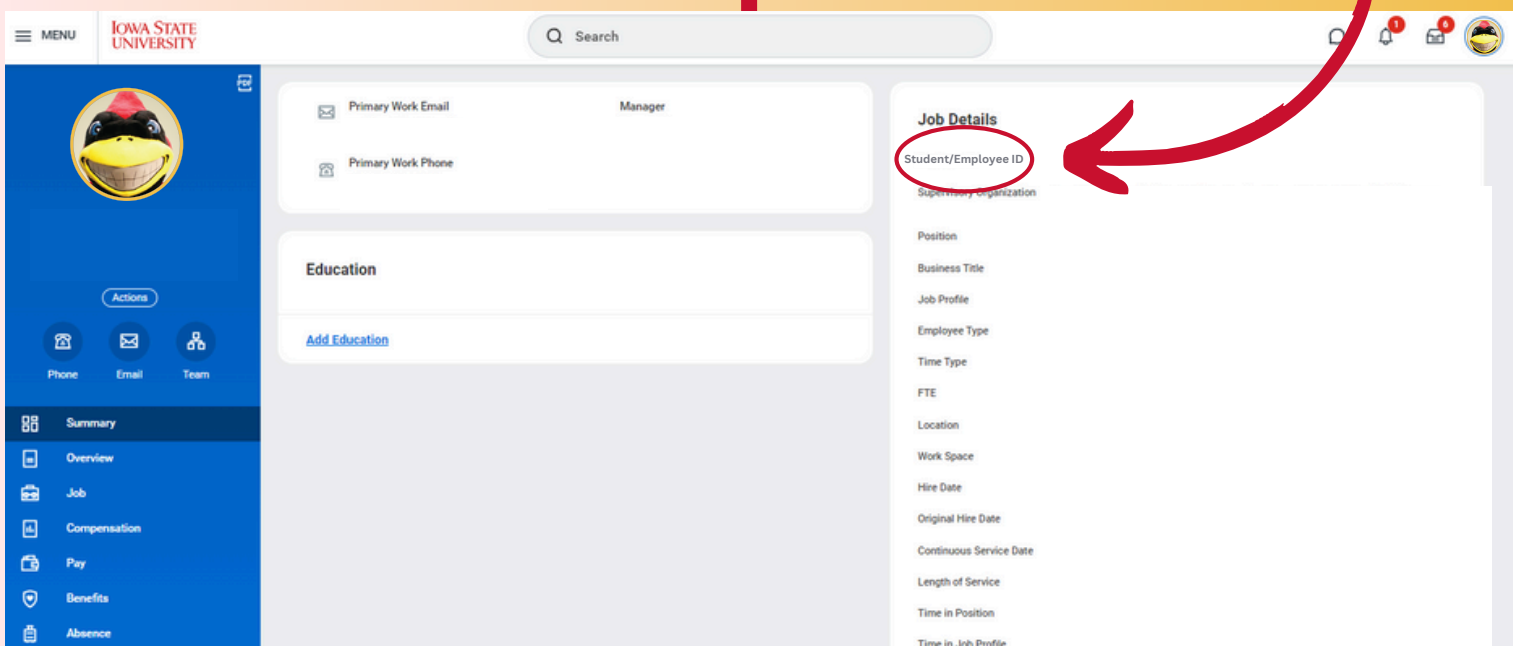 MENU
IOWA STATE
UNIVERSITY
Search
1
6
PDF
Actions
Phone
Email
Team
Summary
Overview
Job
Compensation
Pay
Benefits
Absence
Primary Work Email
Manager
Primary Work Phone
Education
Add Education
Job Details
Student/Employee ID
Supervisory Organization
Position
Business Title
Job Profile
Employee Type
Time Type
FTE
Location
Work Space
Hire Date
Original Hire Date
Continuous Service Date
Length of Service
Time in Position
Time in Job Profile